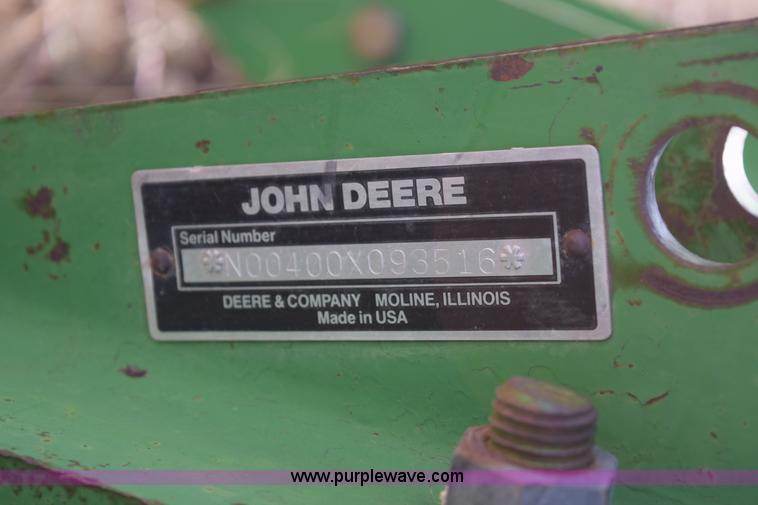 JOHN DEERE
Serial Number
*N00400X093516*
DEERE & COMPANY MOLINE, ILLINOIS
Made in USA
www.purplewave.com